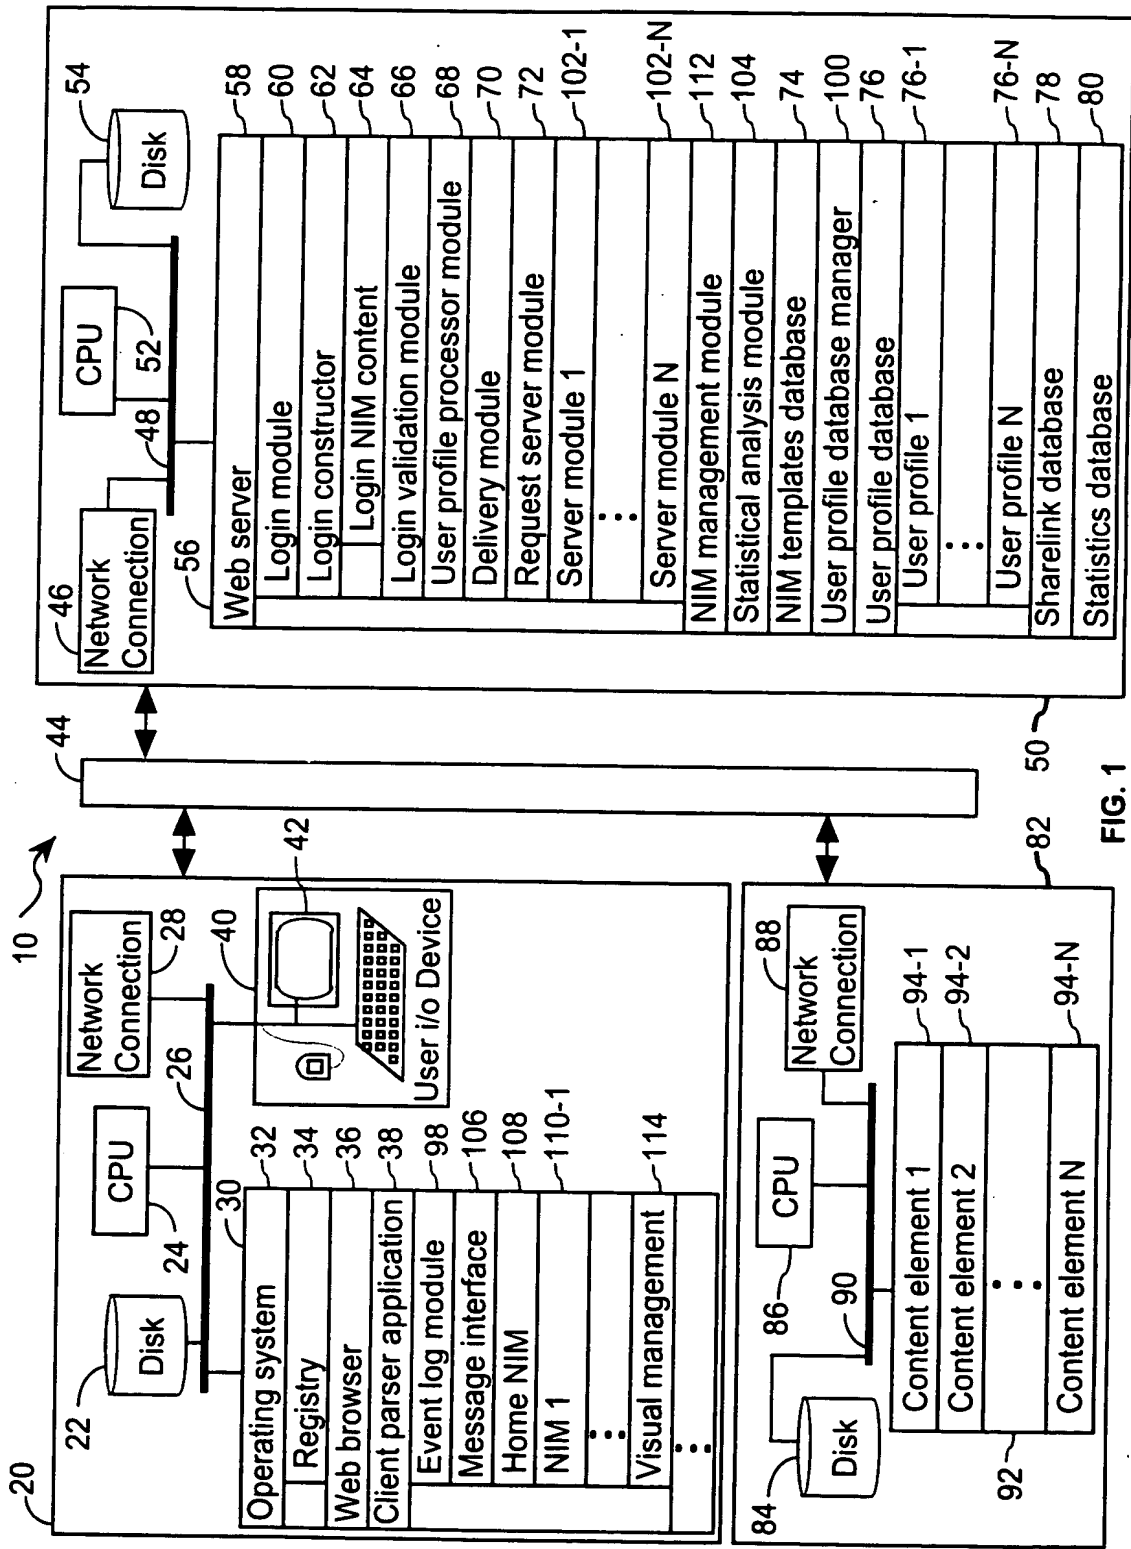 10
20
22
Disk
24
CPU
26
Network
Connection
28
30
Operating system
32
Registry
34
Web browser
36
Client parser application
38
Event log module
98
Message interface
106
Home NIM
108
NIM 1
110-1
...
Visual management
114
...
40
42
User i/o Device
44
46
Network
Connection
48
CPU
52
Disk
54
56
Web server
58
Login module
60
Login constructor
62
Login NIM content
64
Login validation module
66
User profile processor module
68
Delivery module
70
Request server module
72
Server module 1
102-1
...
Server module N
102-N
NIM management module
112
Statistical analysis module
104
NIM templates database
74
User profile database manager
100
User profile database
76
User profile 1
76-1
...
User profile N
76-N
Sharelink database
78
Statistics database
80
50
82
84
Disk
86
CPU
90
Network
Connection
88
Content element 1
94-1
Content element 2
94-2
...
Content element N
94-N
92
FIG. 1